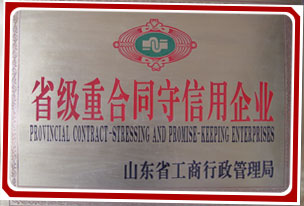 省级重合同守信用企业
PROVINCIAL CONTRACT-STRESSING AND PROMISE-KEEPING ENTERPRISES
山东省工商行政管理局